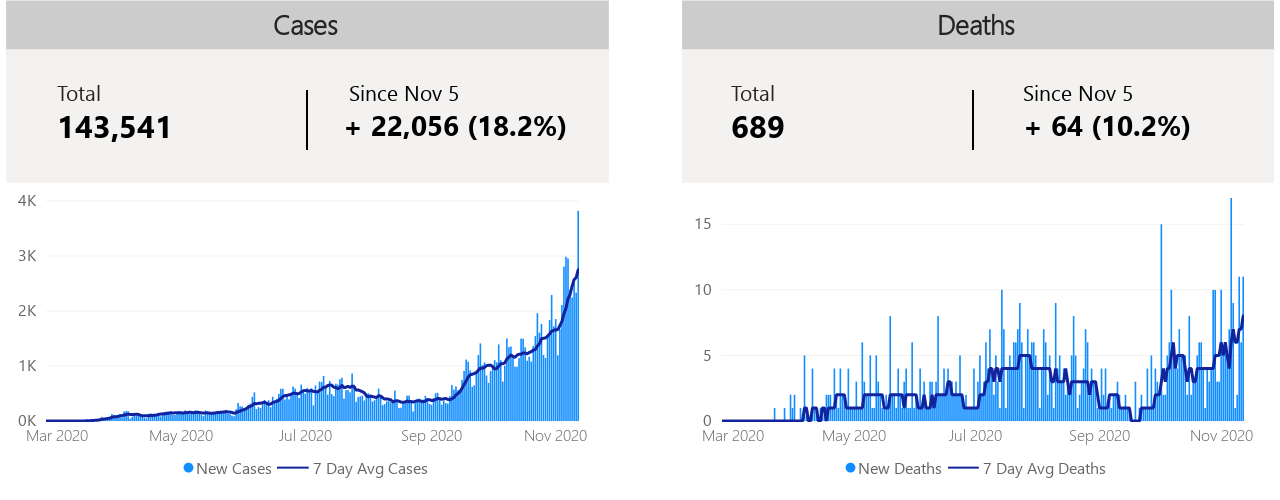 Cases
Total
143,541
Since Nov 5
+ 22,056 (18.2%)
4K
3K
2K
1K
0K
Mar 2020 May 2020 Jul 2020 Sep 2020 Nov 2020
New Cases 7 Day Avg Cases
Deaths
Total
689
Since Nov 5
+ 64 (10.2%)
15
10
5
0
Mar 2020 May 2020 Jul 2020 Sep 2020 Nov 2020
New Deaths 7 Day Avg Deaths